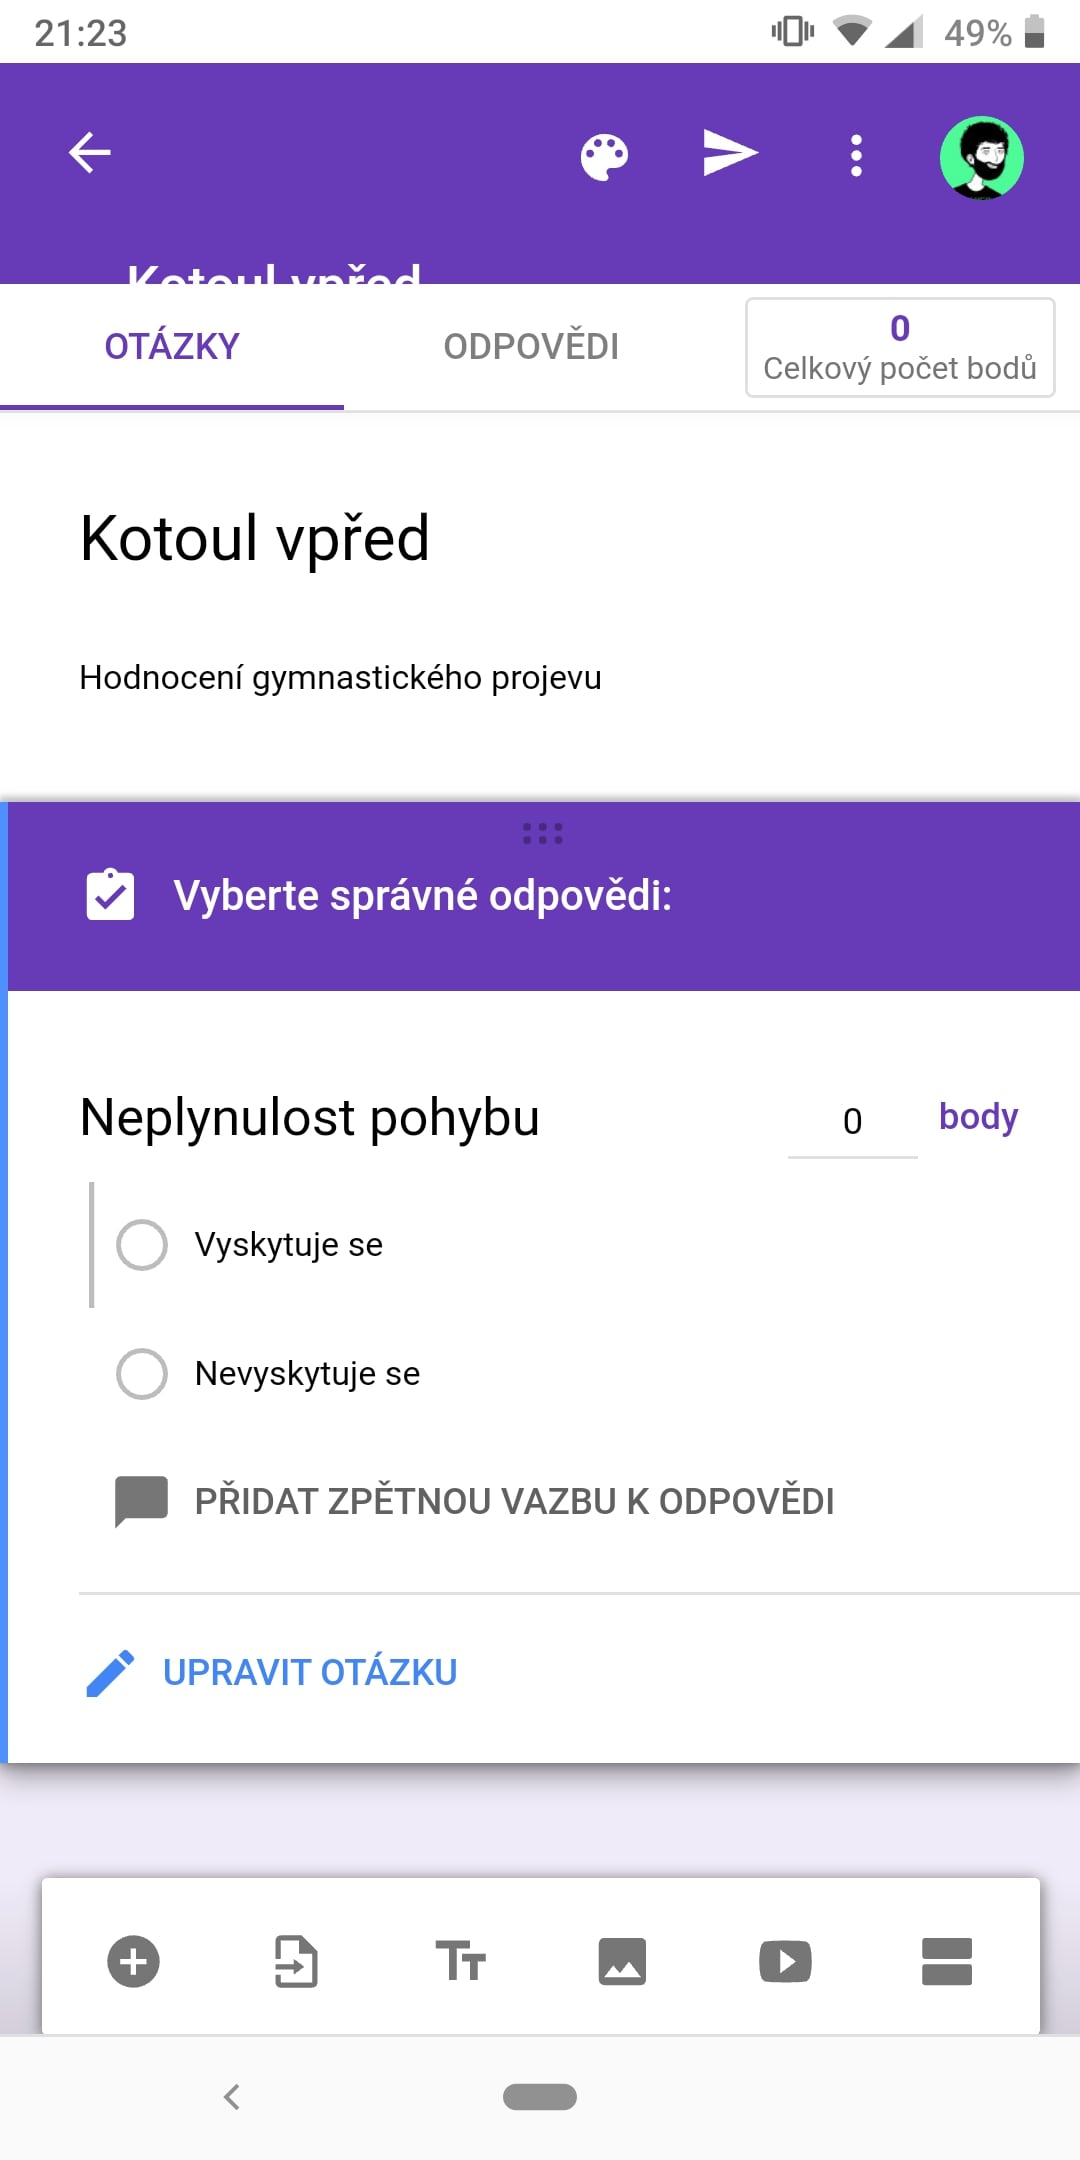 21:23
49%
Kotoul vpřed
OTÁZKY
ODPOVĚDI
0
Celkový počet bodů
Kotoul vpřed
Hodnocení gymnastického projevu
Vyberte správné odpovědi:
Neplynulost pohybu
0
body
Vyskytuje se
Nevyskytuje se
PŘIDAT ZPĚTNOU VAZBU K ODPOVĚDI
UPRAVIT OTÁZKU